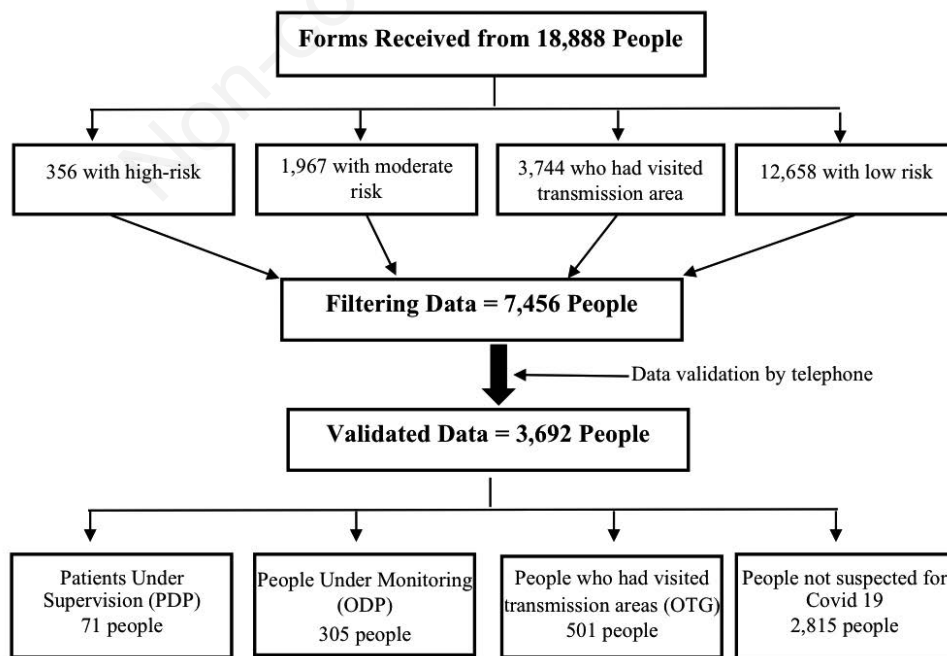 Non-co
Forms Received from 18,888 People
356 with high-risk
1,967 with moderate
risk
3,744 who had visited
transmission area
12,658 with low risk
Filtering Data = 7,456 People
Data validation by telephone
Validated Data = 3,692 People
Patients Under
Supervision (PDP)
71 people
People Under Monitoring
(ODP)
305 people
People who had visited
transmission areas (OTG)
501 people
People not suspected for
Covid 19
2,815 people